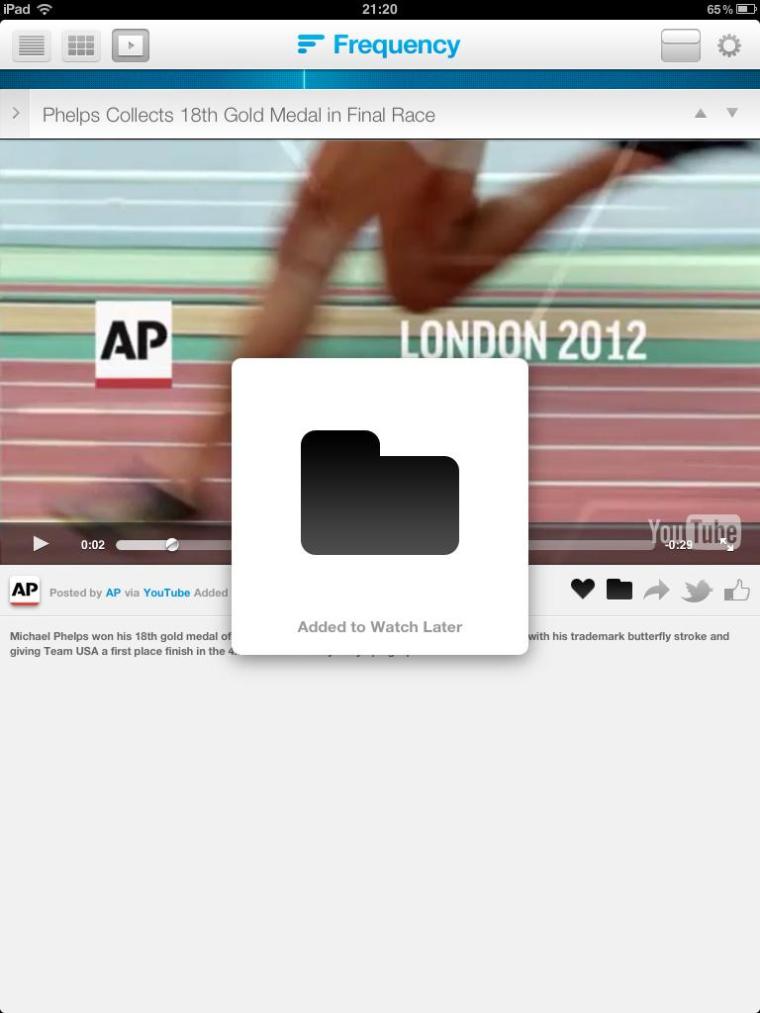 iPad 21:20 65%
Frequency
Phelps Collects 18th Gold Medal in Final Race
AP LONDON 2012
YouTube
0:02 -0:29
AP Posted by AP via YouTube Added
Added to Watch Later
Michael Phelps won his 18th gold medal of with his trademark butterfly stroke and
giving Team USA a first place finish in the